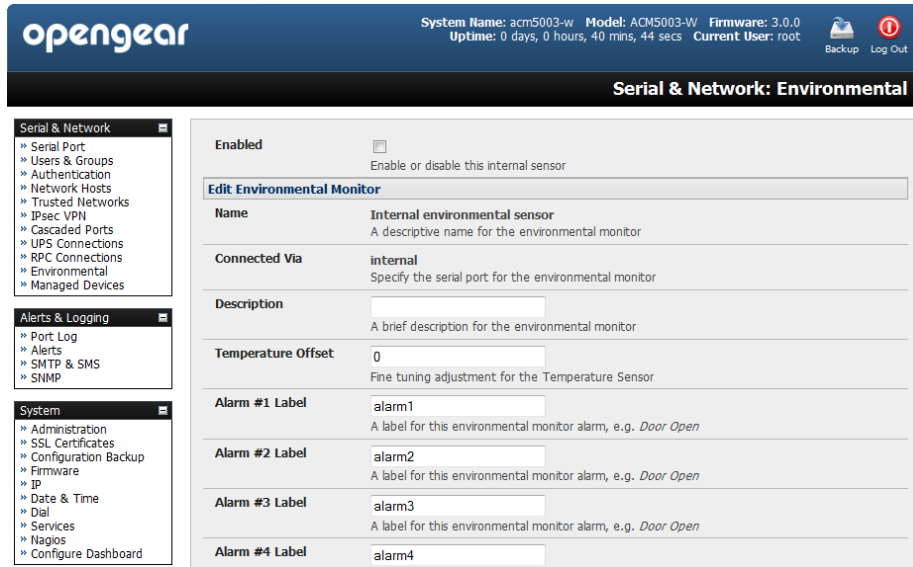 opengear
System Name: acm5003-w Model: ACM5003-W Firmware: 3.0.0
Uptime: 0 days, 0 hours, 40 mins, 44 secs Current User: root
Backup Log Out
Serial & Network: Environmental
Serial & Network
» Serial Port
» Users & Groups
» Authentication
» Network Hosts
» Trusted Networks
» IPsec VPN
» Cascaded Ports
» UPS Connections
» RPC Connections
» Environmental
» Managed Devices
Alerts & Logging
» Port Log
» Alerts
» SMTP & SMS
» SNMP
System
» Administration
» SSL Certificates
» Configuration Backup
» Firmware
» IP
» Date & Time
» Dial
» Services
» Nagios
» Configure Dashboard
Enabled
Enable or disable this internal sensor
Edit Environmental Monitor
Name
Internal environmental sensor
A descriptive name for the environmental monitor
Connected Via
internal
Specify the serial port for the environmental monitor
Description
A brief description for the environmental monitor
Temperature Offset
0
Fine tuning adjustment for the Temperature Sensor
Alarm #1 Label
alarm1
A label for this environmental monitor alarm, e.g. Door Open
Alarm #2 Label
alarm2
A label for this environmental monitor alarm, e.g. Door Open
Alarm #3 Label
alarm3
A label for this environmental monitor alarm, e.g. Door Open
Alarm #4 Label
alarm4